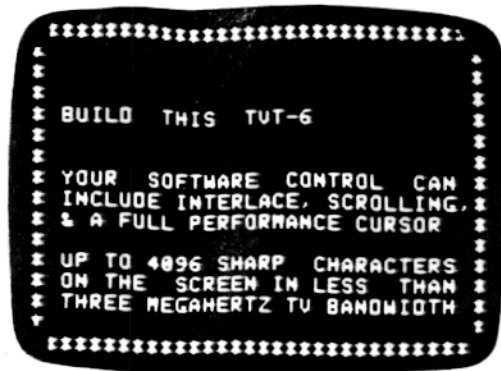 BUILD THIS TVT-6
YOUR SOFTWARE CONTROL CAN
INCLUDE INTERLACE, SCROLLING,
& A FULL PERFORMANCE CURSOR
UP TO 4096 SHARP CHARACTERS
ON THE SCREEN IN LESS THAN
THREE MEGAHERTZ TV BANDWIDTH